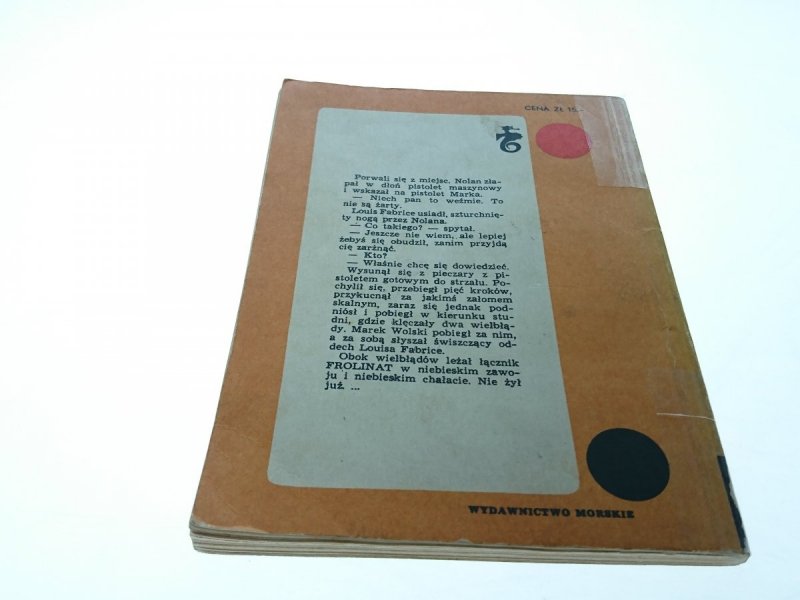 CENA ZŁ 15.-
Porwali się z miejsc. Nolan zła-
pał w dłoń pistolet maszynowy
i wskazał na pistolet Marka.
— Niech pan to weźmie. To
nie są żarty.
Louis Fabrice usiadł, szturchnię-
ty nogą przez Nolana.
— Co takiego? — spytał.
— Jeszcze nie wiem, ale lepiej
żebyś się obudził, zanim przyjdą
cię zarżnąć.
— Kto?
— Właśnie chcę się dowiedzieć.
Wysunął się z pieczary z pi-
stoletem gotowym do strzału. Po-
chylił się, przebiegł pięć kroków,
przykucnął za jakimś załomem
skalnym, zaraz się jednak pod-
niósł i pobiegł w kierunku stu-
dni, gdzie klęczały dwa wielbłą-
dy. Marek Wolski pobiegł za nim,
a za sobą słyszał świszczący od-
dech Louisa Fabrice.
Obok wielbłądów leżał łącznik
FROLINAT w niebieskim zawo-
ju i niebieskim chałacie. Nie żył
już. ...
WYDAWNICTWO MORSKIE